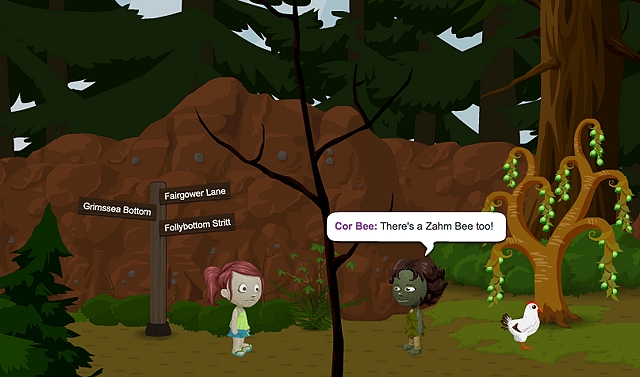 Fairgower Lane
Grimssea Bottom
Follybottom Stritt
Cor Bee: There's a Zahm Bee too!